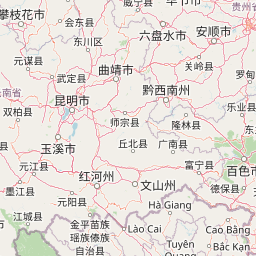 威宁县
毕节市
贵州省
攀枝花市
会东县
东川区
六盘水市
安顺市
元谋县
关岭县
武定县
曲靖市
罗甸
云南省
黔西南州
昆明市
双柏县
乐业县
师宗县
隆林县
玉溪市
丘北县
广南县
元江县
富宁县
百色市
墨江县
红河州
文山州
德保县
元阳县
Hà Giang
江城县
金平苗族
瑶族傣族
自治县
Lào Cai
Cao Bằng
Tuyên
Quang
Bắc Kạn